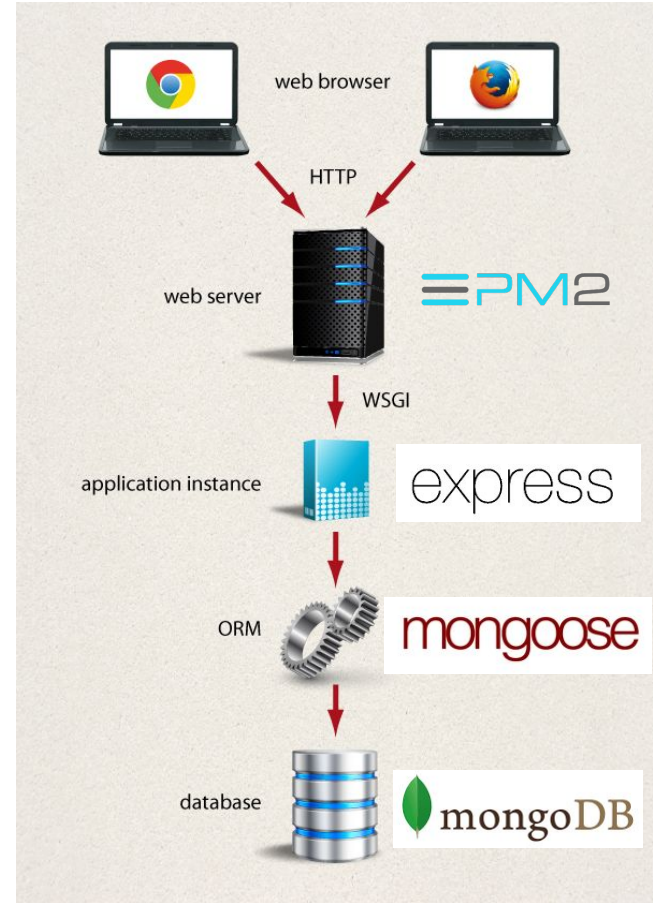 web browser
HTTP
web server
PM2
WSGI
application instance
express
ORM
mongoose
database
mongoDB